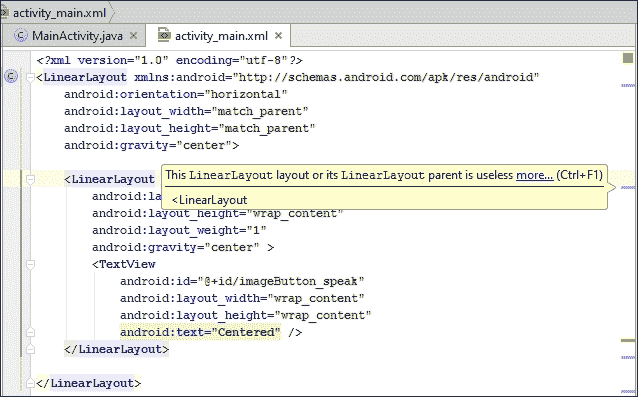 activity_main.xml
MainActivity.java activity_main.xml
<?xml version="1.0" encoding="utf-8"?>
<LinearLayout xmlns:android="http://schemas.android.com/apk/res/android"
android:orientation="horizontal"
android:layout_width="match_parent"
android:layout_height="match_parent"
android:gravity="center">
<LinearLayout
This LinearLayout layout or its LinearLayout parent is useless more... (Ctrl+F1)
<LinearLayout
android:la
android:layout_height="wrap_content"
android:layout_weight="1"
android:gravity="center" >
<TextView
android:id="@+id/imageButton_speak"
android:layout_width="wrap_content"
android:layout_height="wrap_content"
android:text="Centered" />
</LinearLayout>
</LinearLayout>